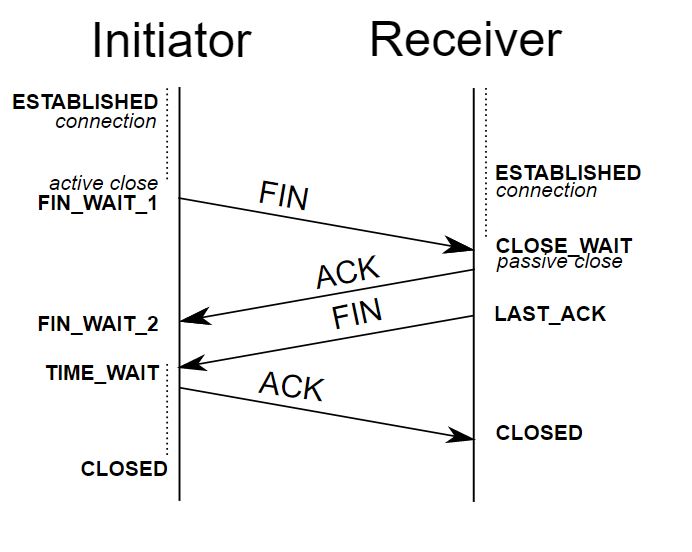 Initiator
Receiver
ESTABLISHED
connection
active close
FIN_WAIT_1
FIN
ESTABLISHED
connection
CLOSE_WAIT
passive close
ACK
FIN
FIN_WAIT_2
LAST_ACK
TIME_WAIT
ACK
CLOSED
CLOSED